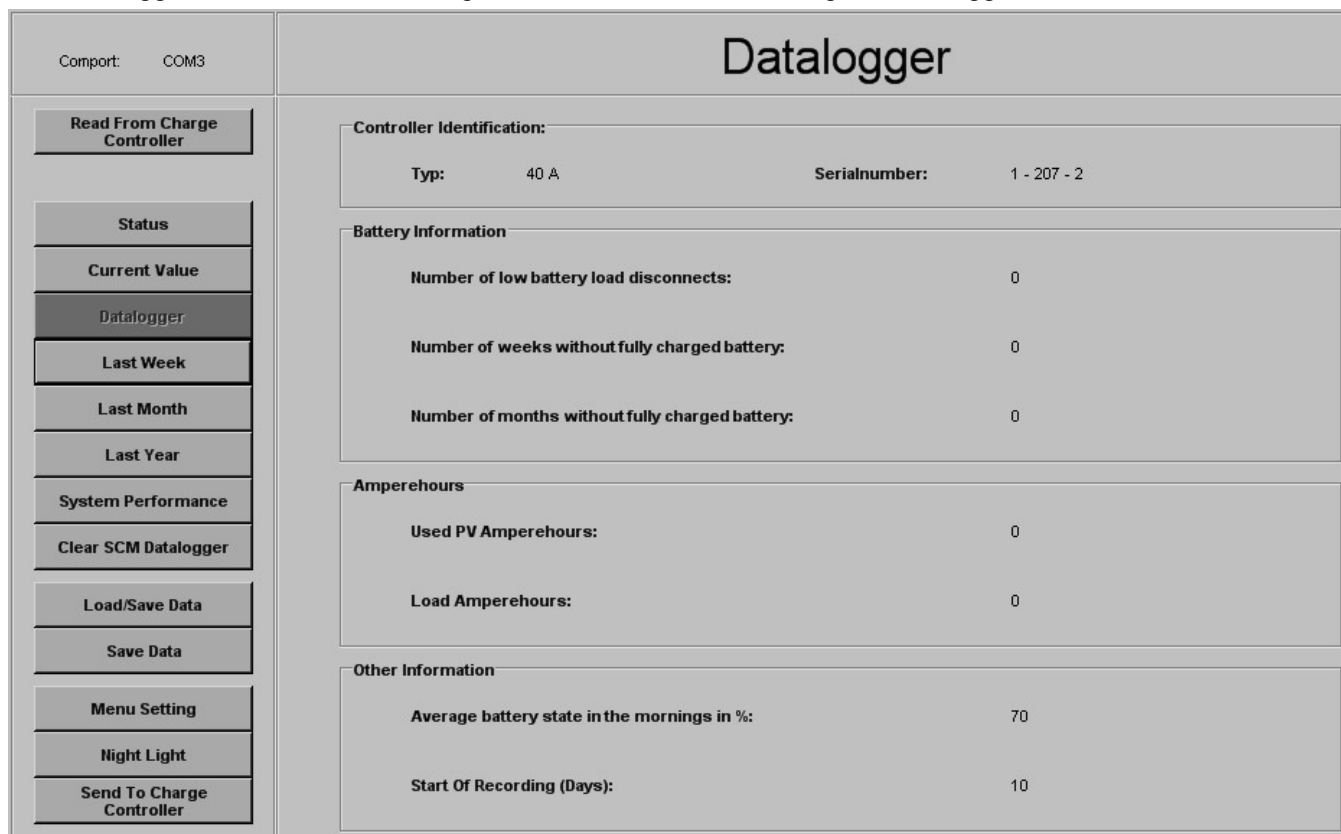 Comport: COM3
Datalogger
Read From Charge
Controller
Status
Current Value
Datalogger
Last Week
Last Month
Last Year
System Performance
Clear SCM Datalogger
Load/Save Data
Save Data
Menu Setting
Night Light
Send To Charge
Controller
Controller Identification:
Typ: 40 A Serialnumber: 1 - 207 - 2
Battery Information
Number of low battery load disconnects: 0
Number of weeks without fully charged battery: 0
Number of months without fully charged battery: 0
Amperehours
Used PV Amperehours: 0
Load Amperehours: 0
Other Information
Average battery state in the mornings in %: 70
Start Of Recording (Days): 10